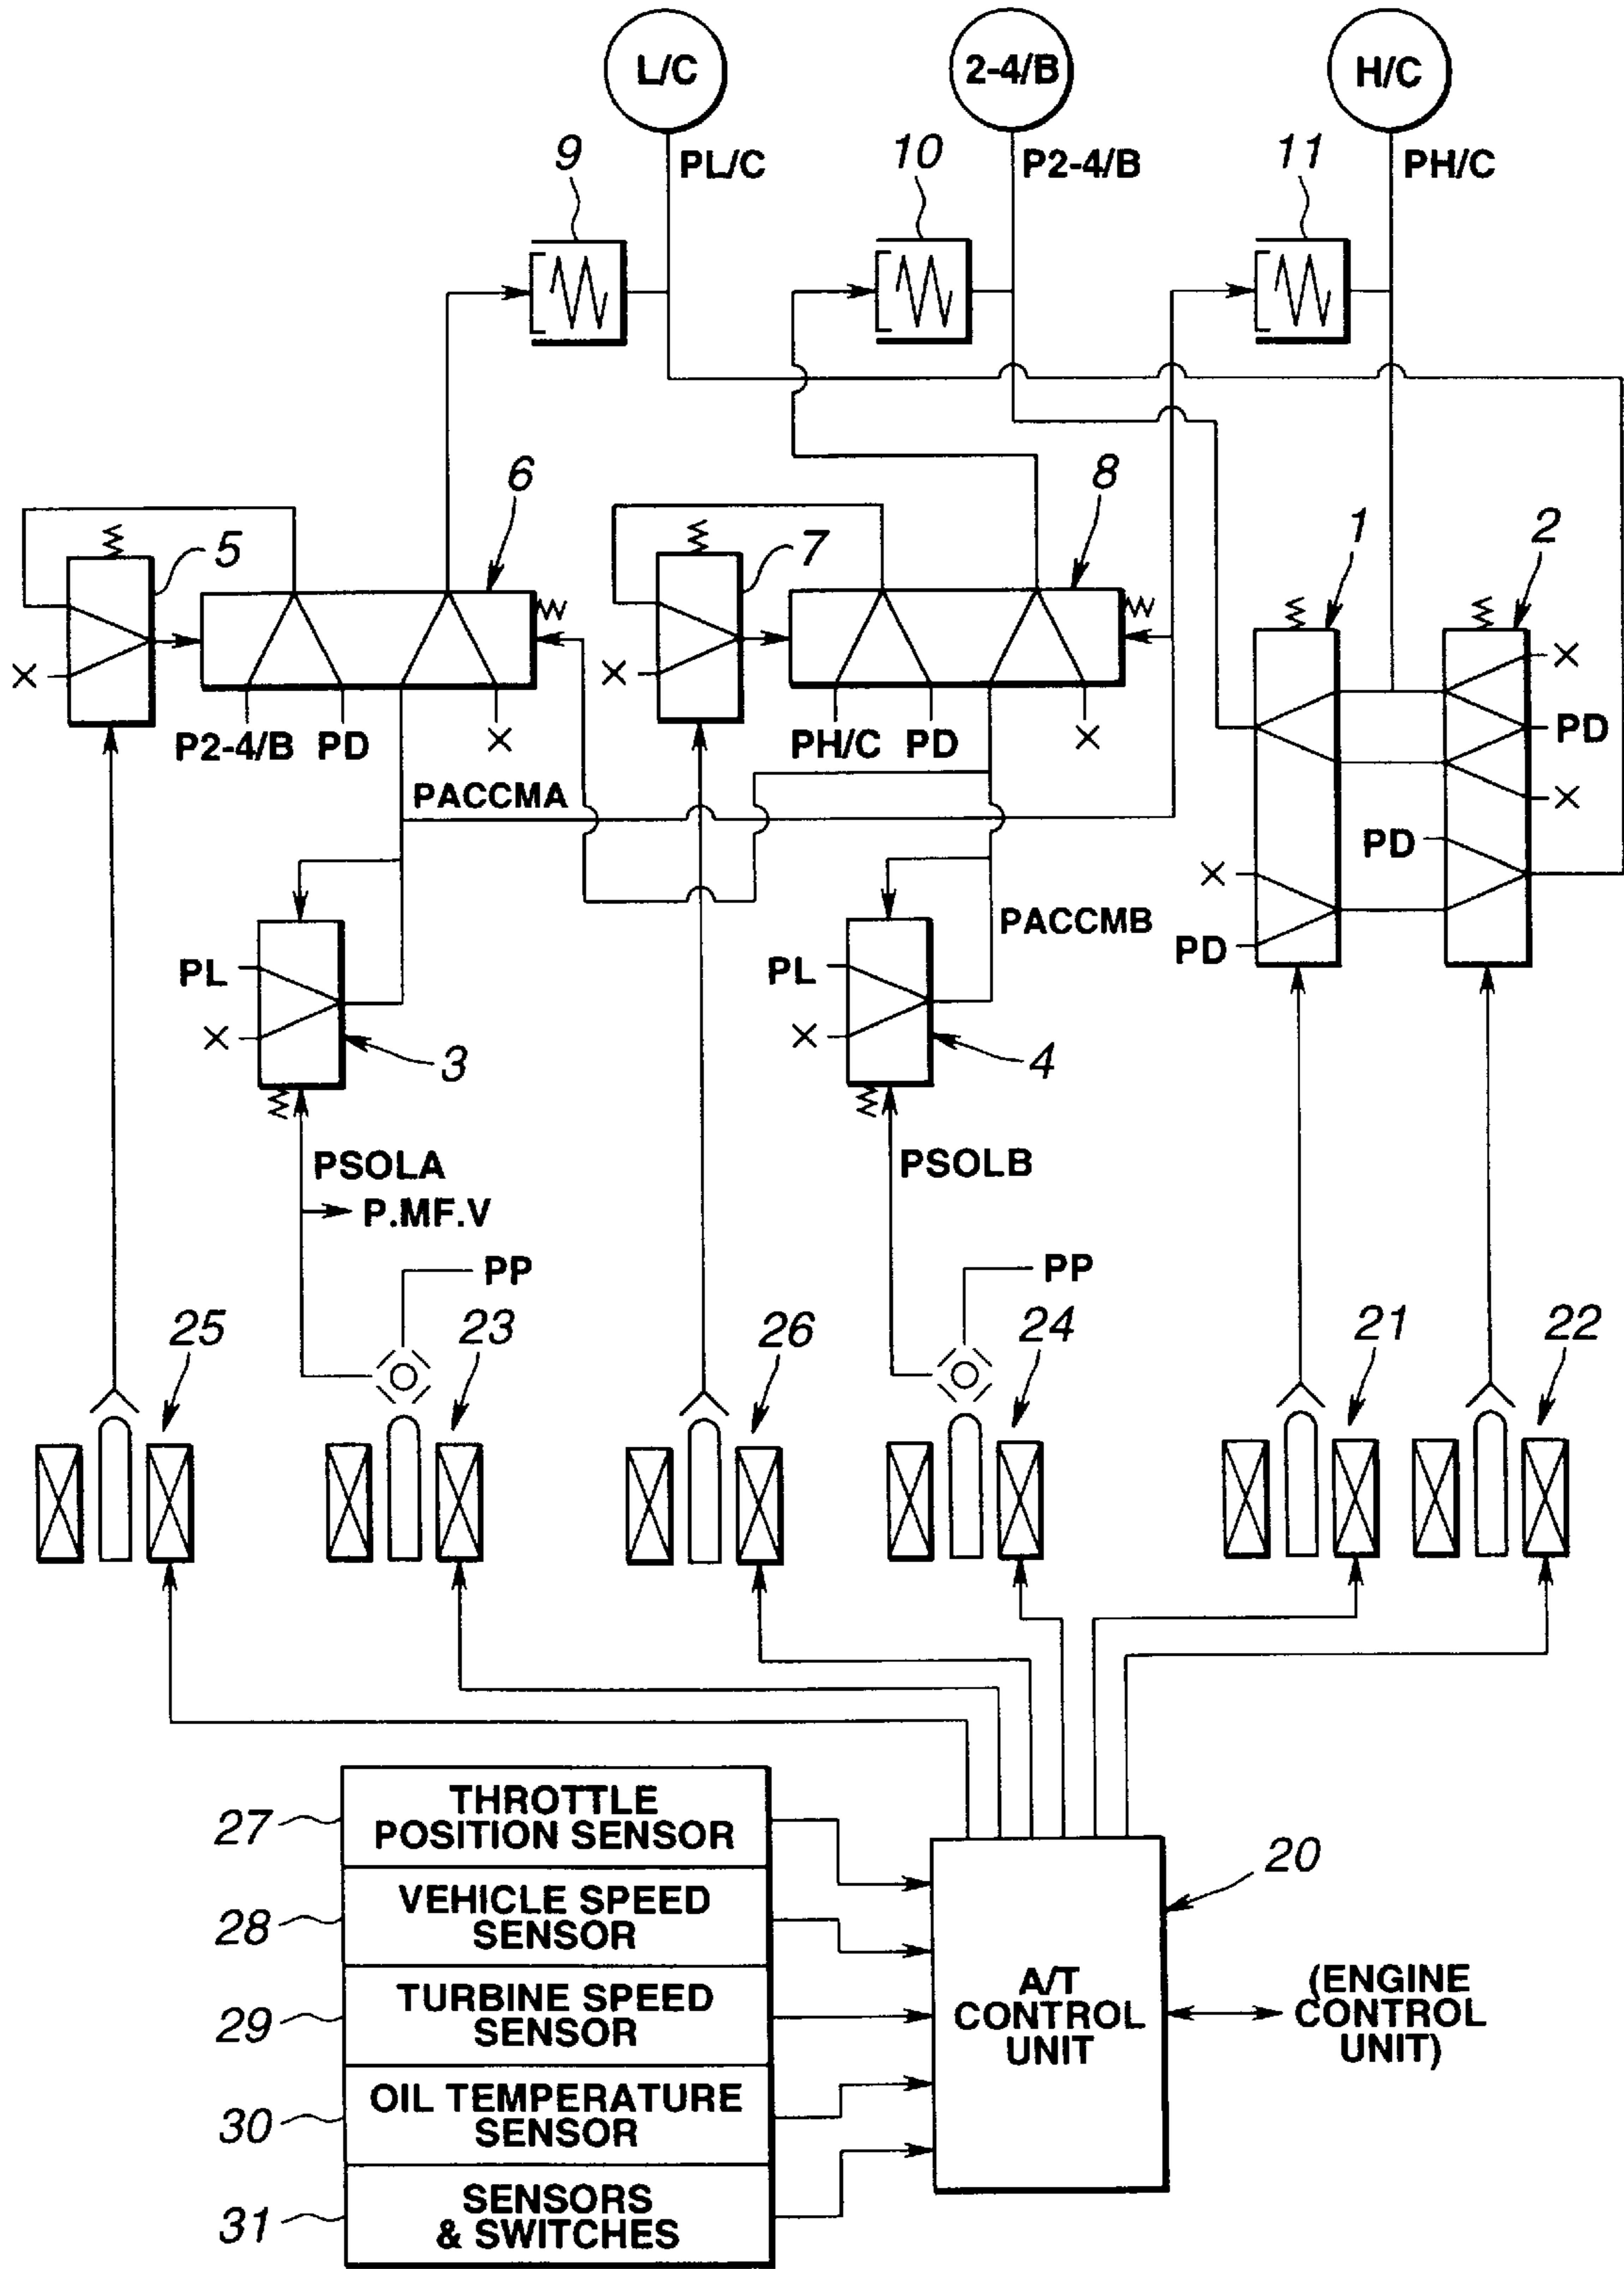 L/C
2-4/B
H/C
9
PL/C
10
P2-4/B
11
PH/C
6
8
5
7
1
2
P2-4/B PD
X
X
PH/C PD
X
X
X
PD
X
PACCMA
PD
X
PACCMB
PD
PL
X
3
PL
X
4
PSOLA
P.MF.V
PSOLB
PP
PP
25
23
26
24
21
22
27
THROTTLE
POSITION SENSOR
28
VEHICLE SPEED
SENSOR
29
TURBINE SPEED
SENSOR
30
OIL TEMPERATURE
SENSOR
31
SENSORS
& SWITCHES
20
A/T
CONTROL
UNIT
(ENGINE
CONTROL
UNIT)